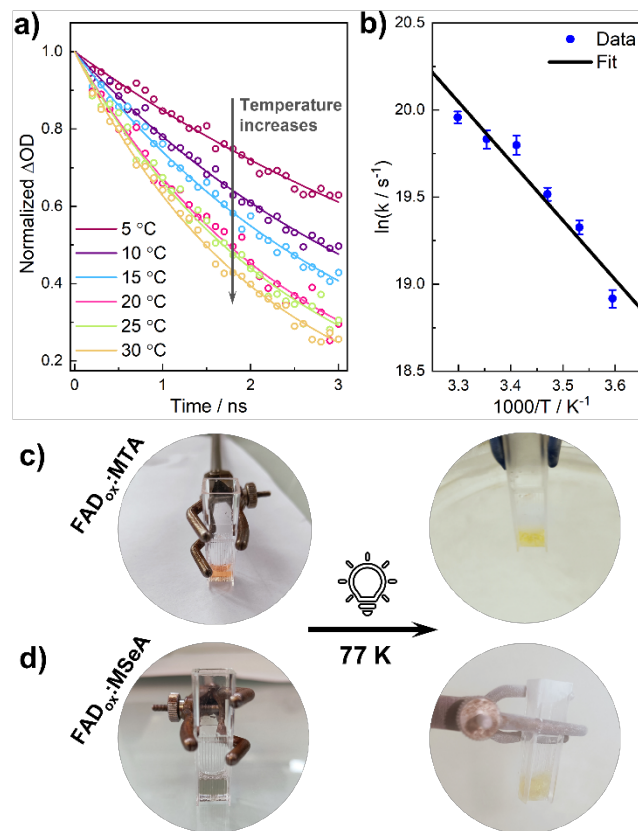 a)
1.0
0.8
0.6
0.4
0.2
Normalized ΔOD
Temperature
increases
5 °C
10 °C
15 °C
20 °C
25 °C
30 °C
0
1
2
3
Time / ns
b)
20.5
20.0
19.5
19.0
18.5
ln(k / s⁻¹)
Data
Fit
3.3
3.4
3.5
3.6
1000/T / K⁻¹
c)
FADₒₓ:MTA
77 K
d)
FADₒₓ:MSeA